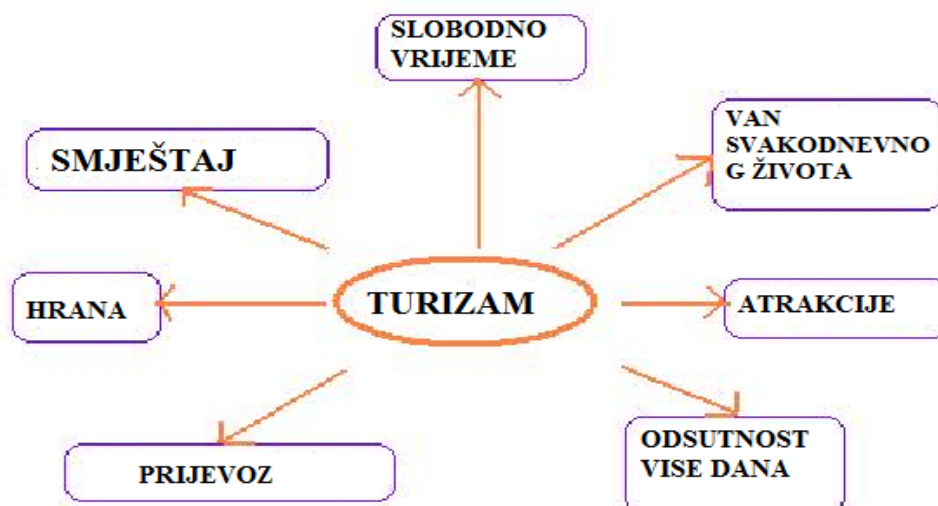 SLOBODNO
VRIJEME
VAN
SVAKODNEVNO
G ŽIVOTA
SMJEŠTAJ
HRANA
TURIZAM
ATRAKCIJE
PRIJEVOZ
ODSUTNOST
VISE DANA